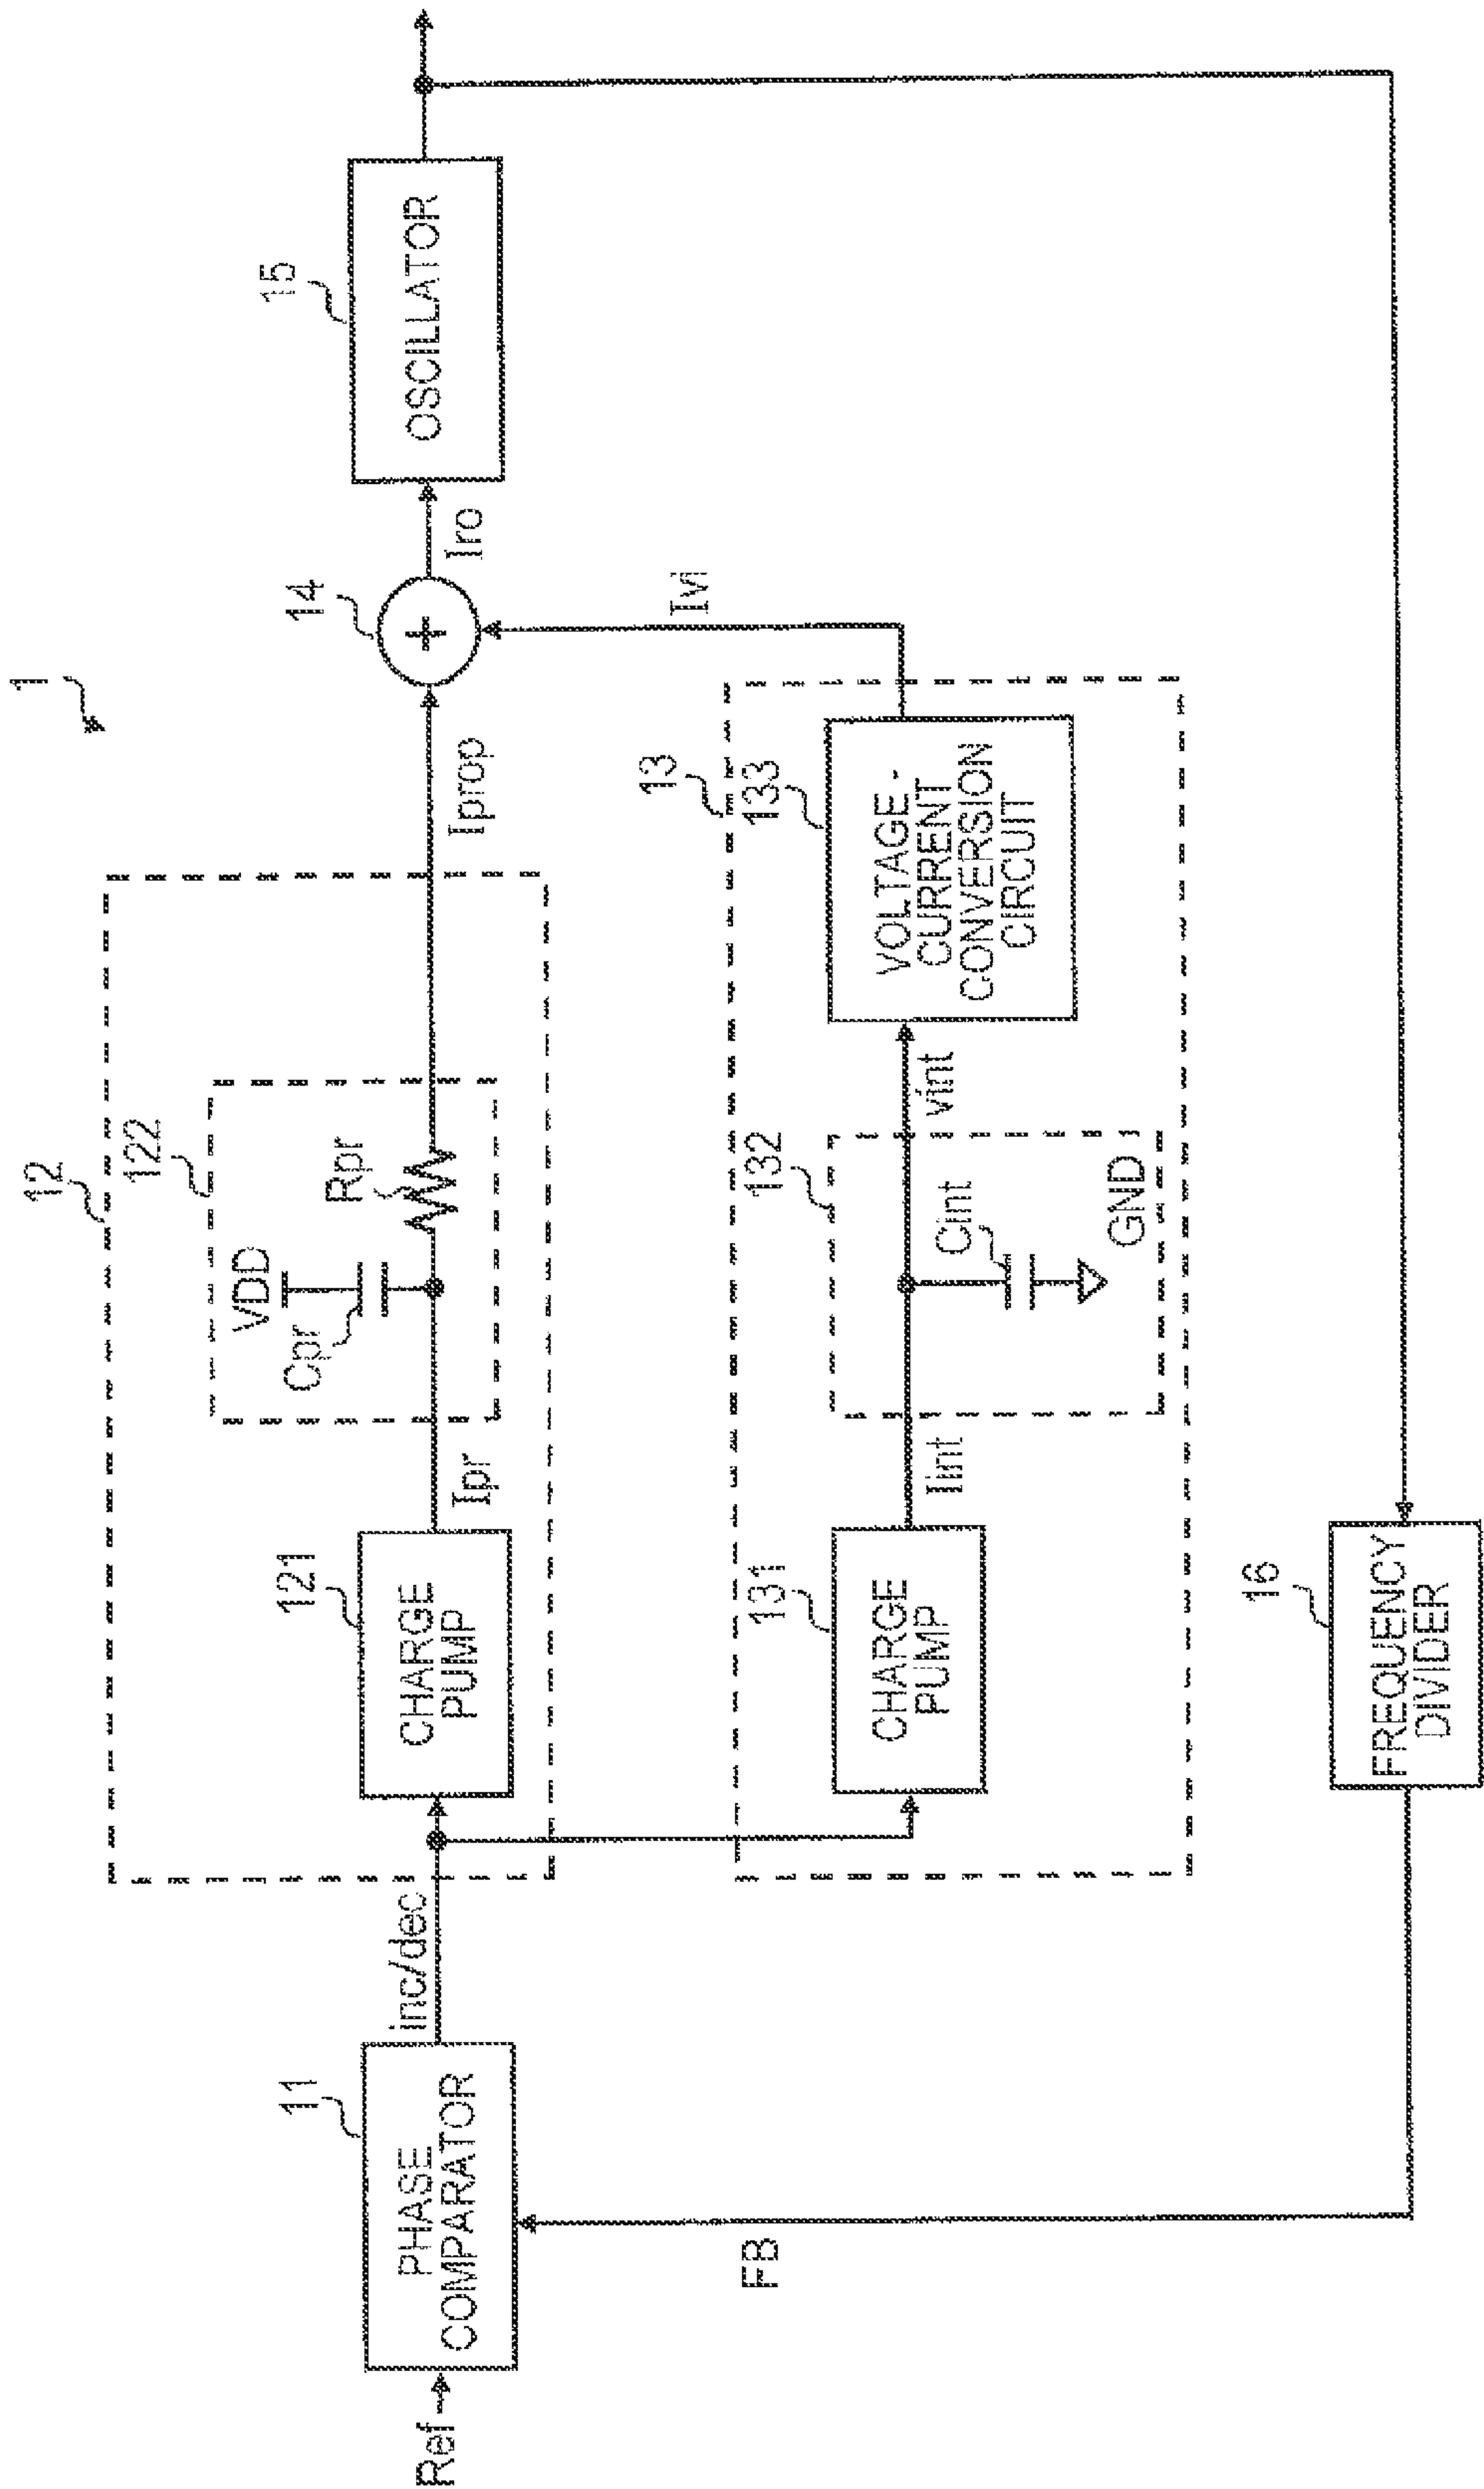 1
12
122
VDD
Cpr
Rpr
121
CHARGE
PUMP
Ipr
Iprop
14
Iro
15
OSCILLATOR
Ref
11
PHASE
COMPARATOR
inc/dec
13
131
CHARGE
PUMP
Iint
132
Cint
GND
vint
133
VOLTAGE-
CURRENT
CONVERSION
CIRCUIT
Ivi
FB
16
FREQUENCY
DIVIDER